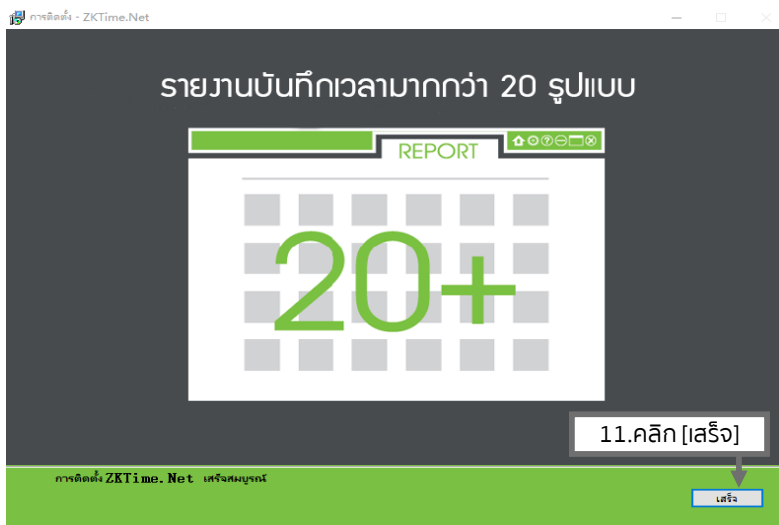 การติดตั้ง - ZKTime.Net
รายงานบันทึกเวลามากกว่า 20 รูปแบบ
REPORT
20+
11.คลิก [เสร็จ]
การติดตั้ง ZKTime.Net เสร็จสมบูรณ์
เสร็จ